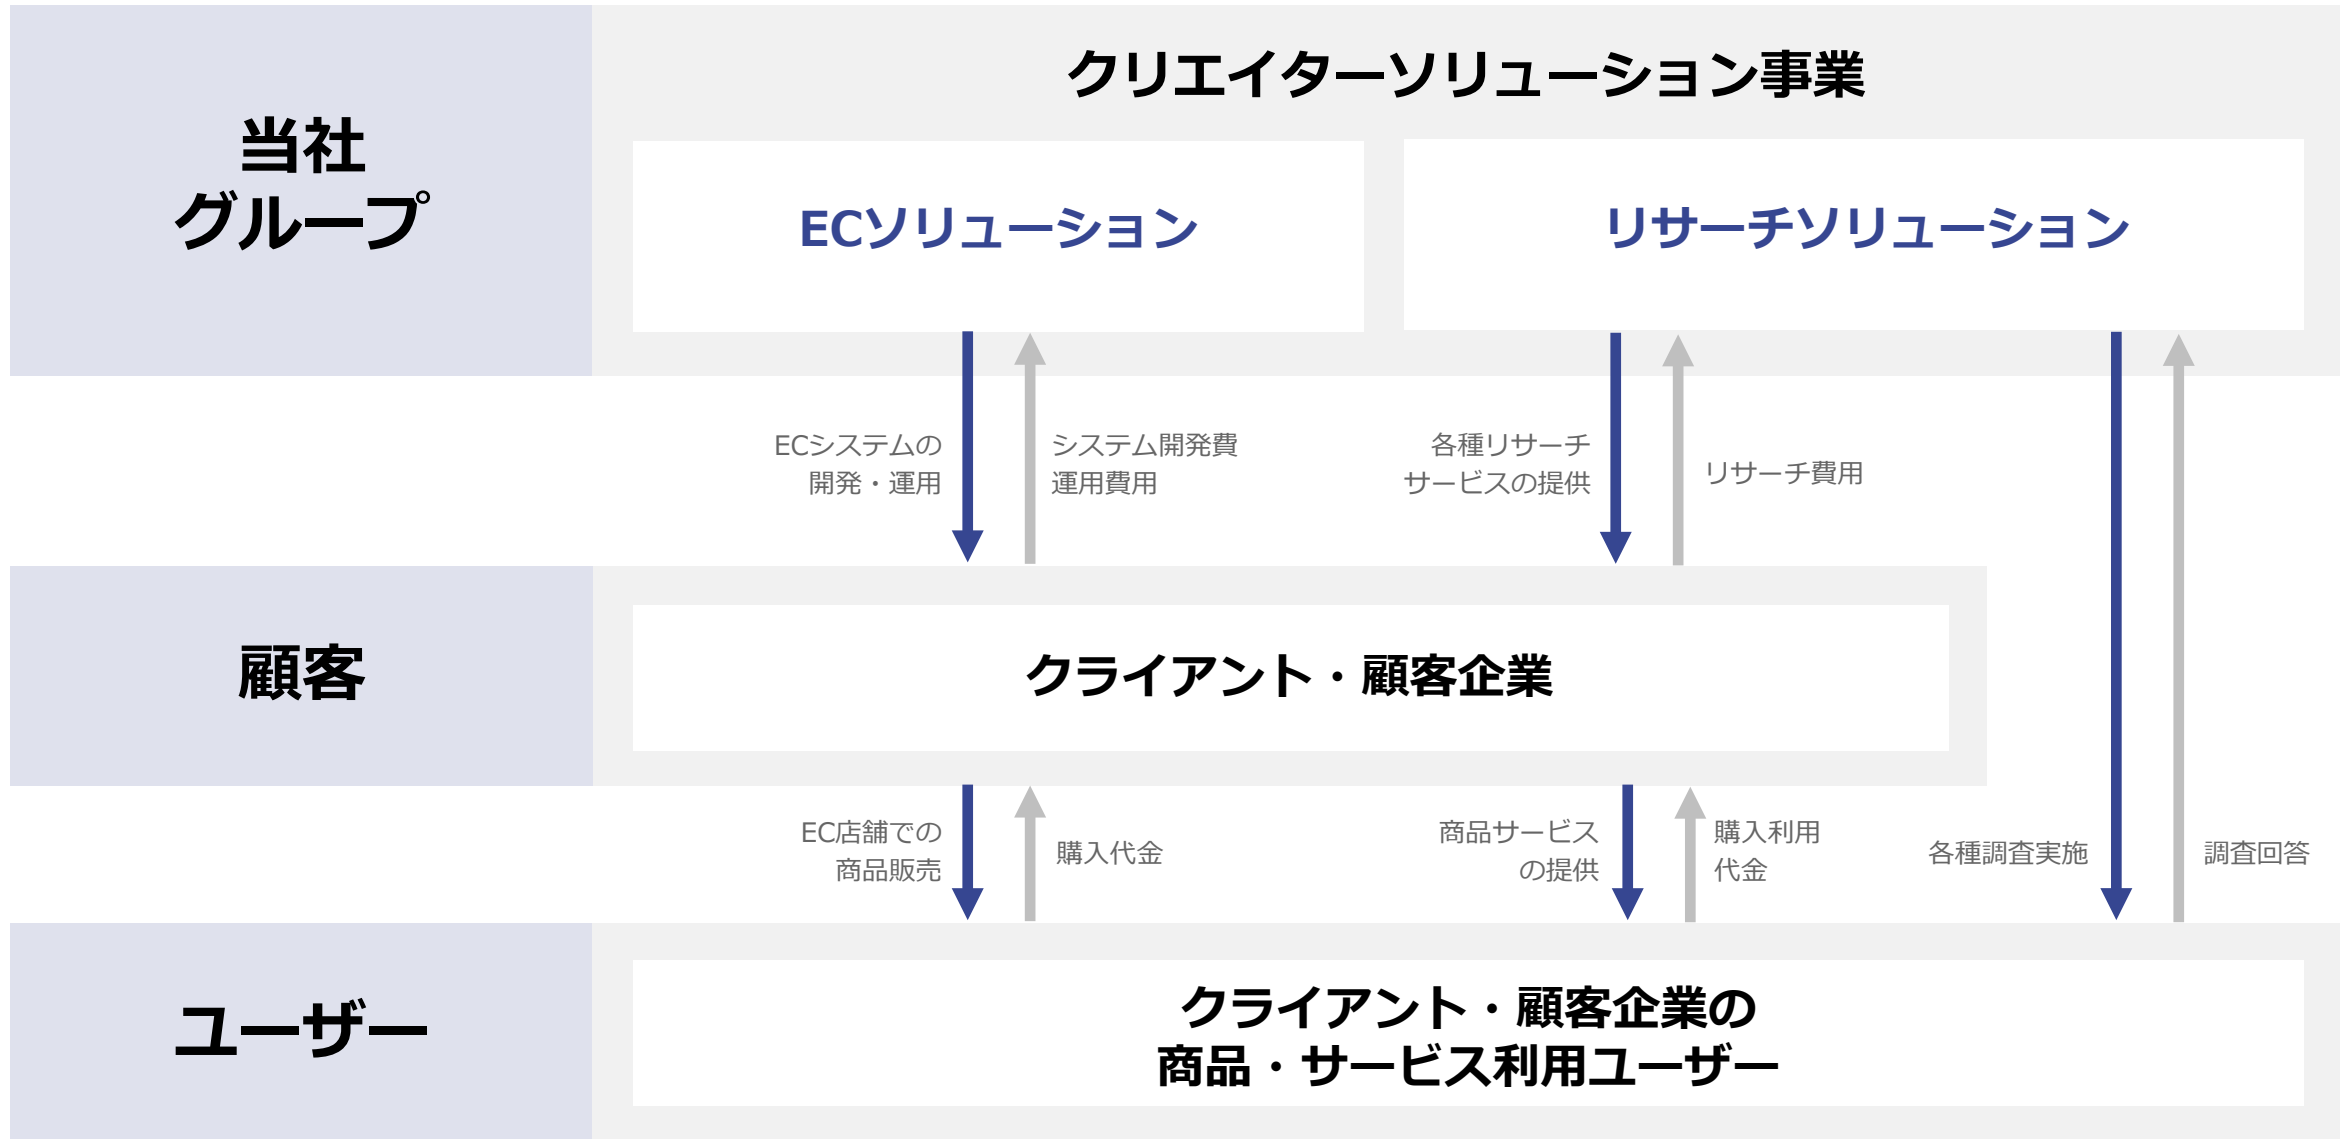 クリエイターソリューション事業
当社
グループ
ECソリューション
リサーチソリューション
ECシステムの
開発・運用
システム開発費
運用費用
各種リサーチ
サービスの提供
リサーチ費用
顧客
クライアント・顧客企業
EC店舗での
商品販売
購入代金
商品サービス
の提供
購入利用
代金
各種調査実施
調査回答
ユーザー
クライアント・顧客企業の
商品・サービス利用ユーザー